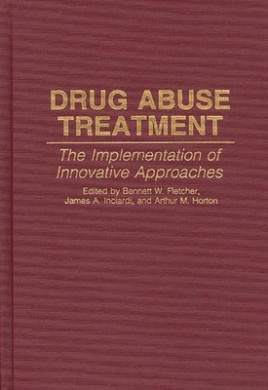 DRUG ABUSE
TREATMENT
The Implementation of
Innovative Approaches
Edited by Bennett W. Fletcher,
James A. Inciardi, and Arthur M. Horton